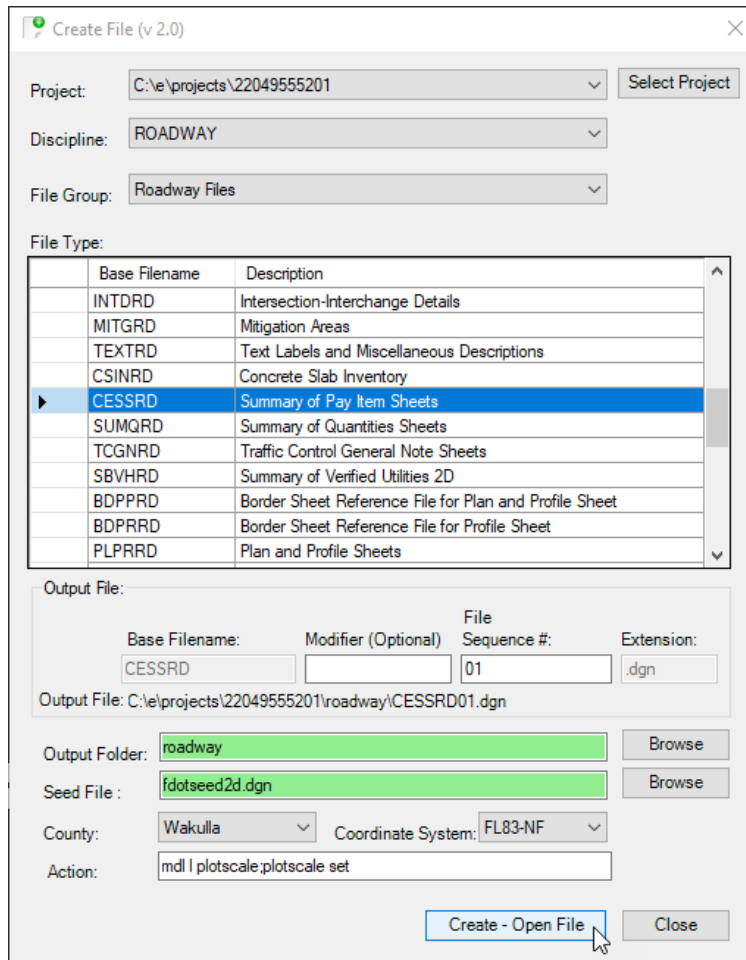 Create File (v 2.0)
Project: C:\e\projects\22049555201 Select Project
Discipline: ROADWAY
File Group: Roadway Files
File Type:
Base Filename Description
INTDRD Intersection-Interchange Details
MITGRD Mitigation Areas
TEXTRD Text Labels and Miscellaneous Descriptions
CSINRD Concrete Slab Inventory
CESSRD Summary of Pay Item Sheets
SUMQRD Summary of Quantities Sheets
TCGNRD Traffic Control General Note Sheets
SBVHRD Summary of Verified Utilities 2D
BDPPRD Border Sheet Reference File for Plan and Profile Sheet
BDPRRD Border Sheet Reference File for Profile Sheet
PLPRRD Plan and Profile Sheets
Output File:
File
Base Filename: Modifier (Optional) Sequence #: Extension:
CESSRD 01 .dgn
Output File: C:\e\projects\22049555201\roadway\CESSRD01.dgn
Output Folder: roadway Browse
Seed File : fdotseed2d.dgn Browse
County: Wakulla Coordinate System: FL83-NF
Action: mdl l plotscale;plotscale set
Create - Open File Close